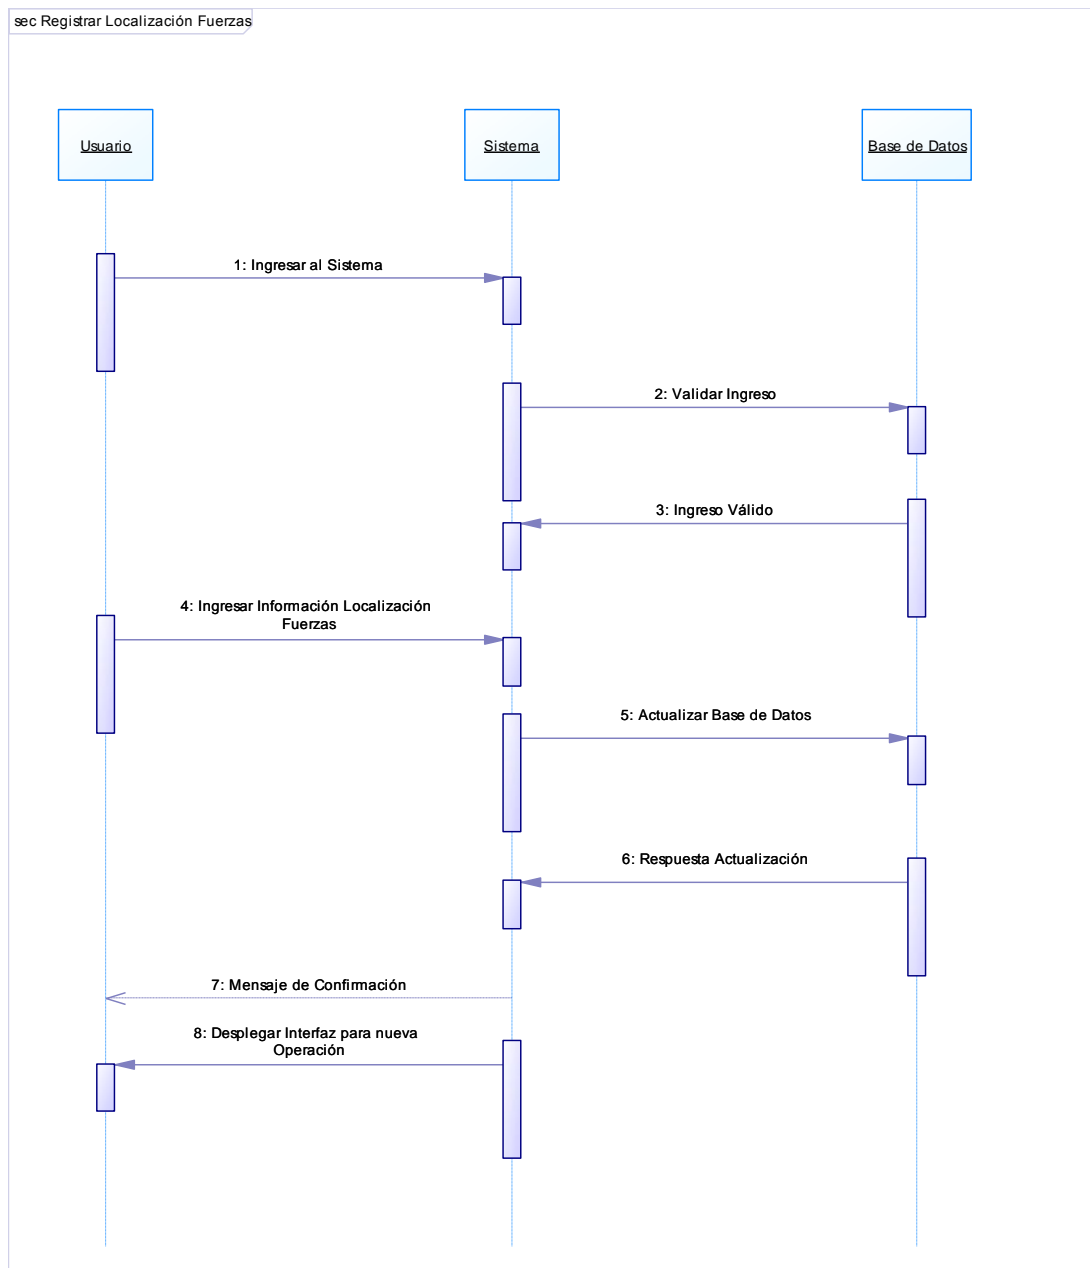 sec Registrar Localización Fuerzas
Usuario
Sistema
Base de Datos
1: Ingresar al Sistema
2: Validar Ingreso
3: Ingreso Válido
4: Ingresar Información Localización
Fuerzas
5: Actualizar Base de Datos
6: Respuesta Actualización
7: Mensaje de Confirmación
8: Desplegar Interfaz para nueva
Operación